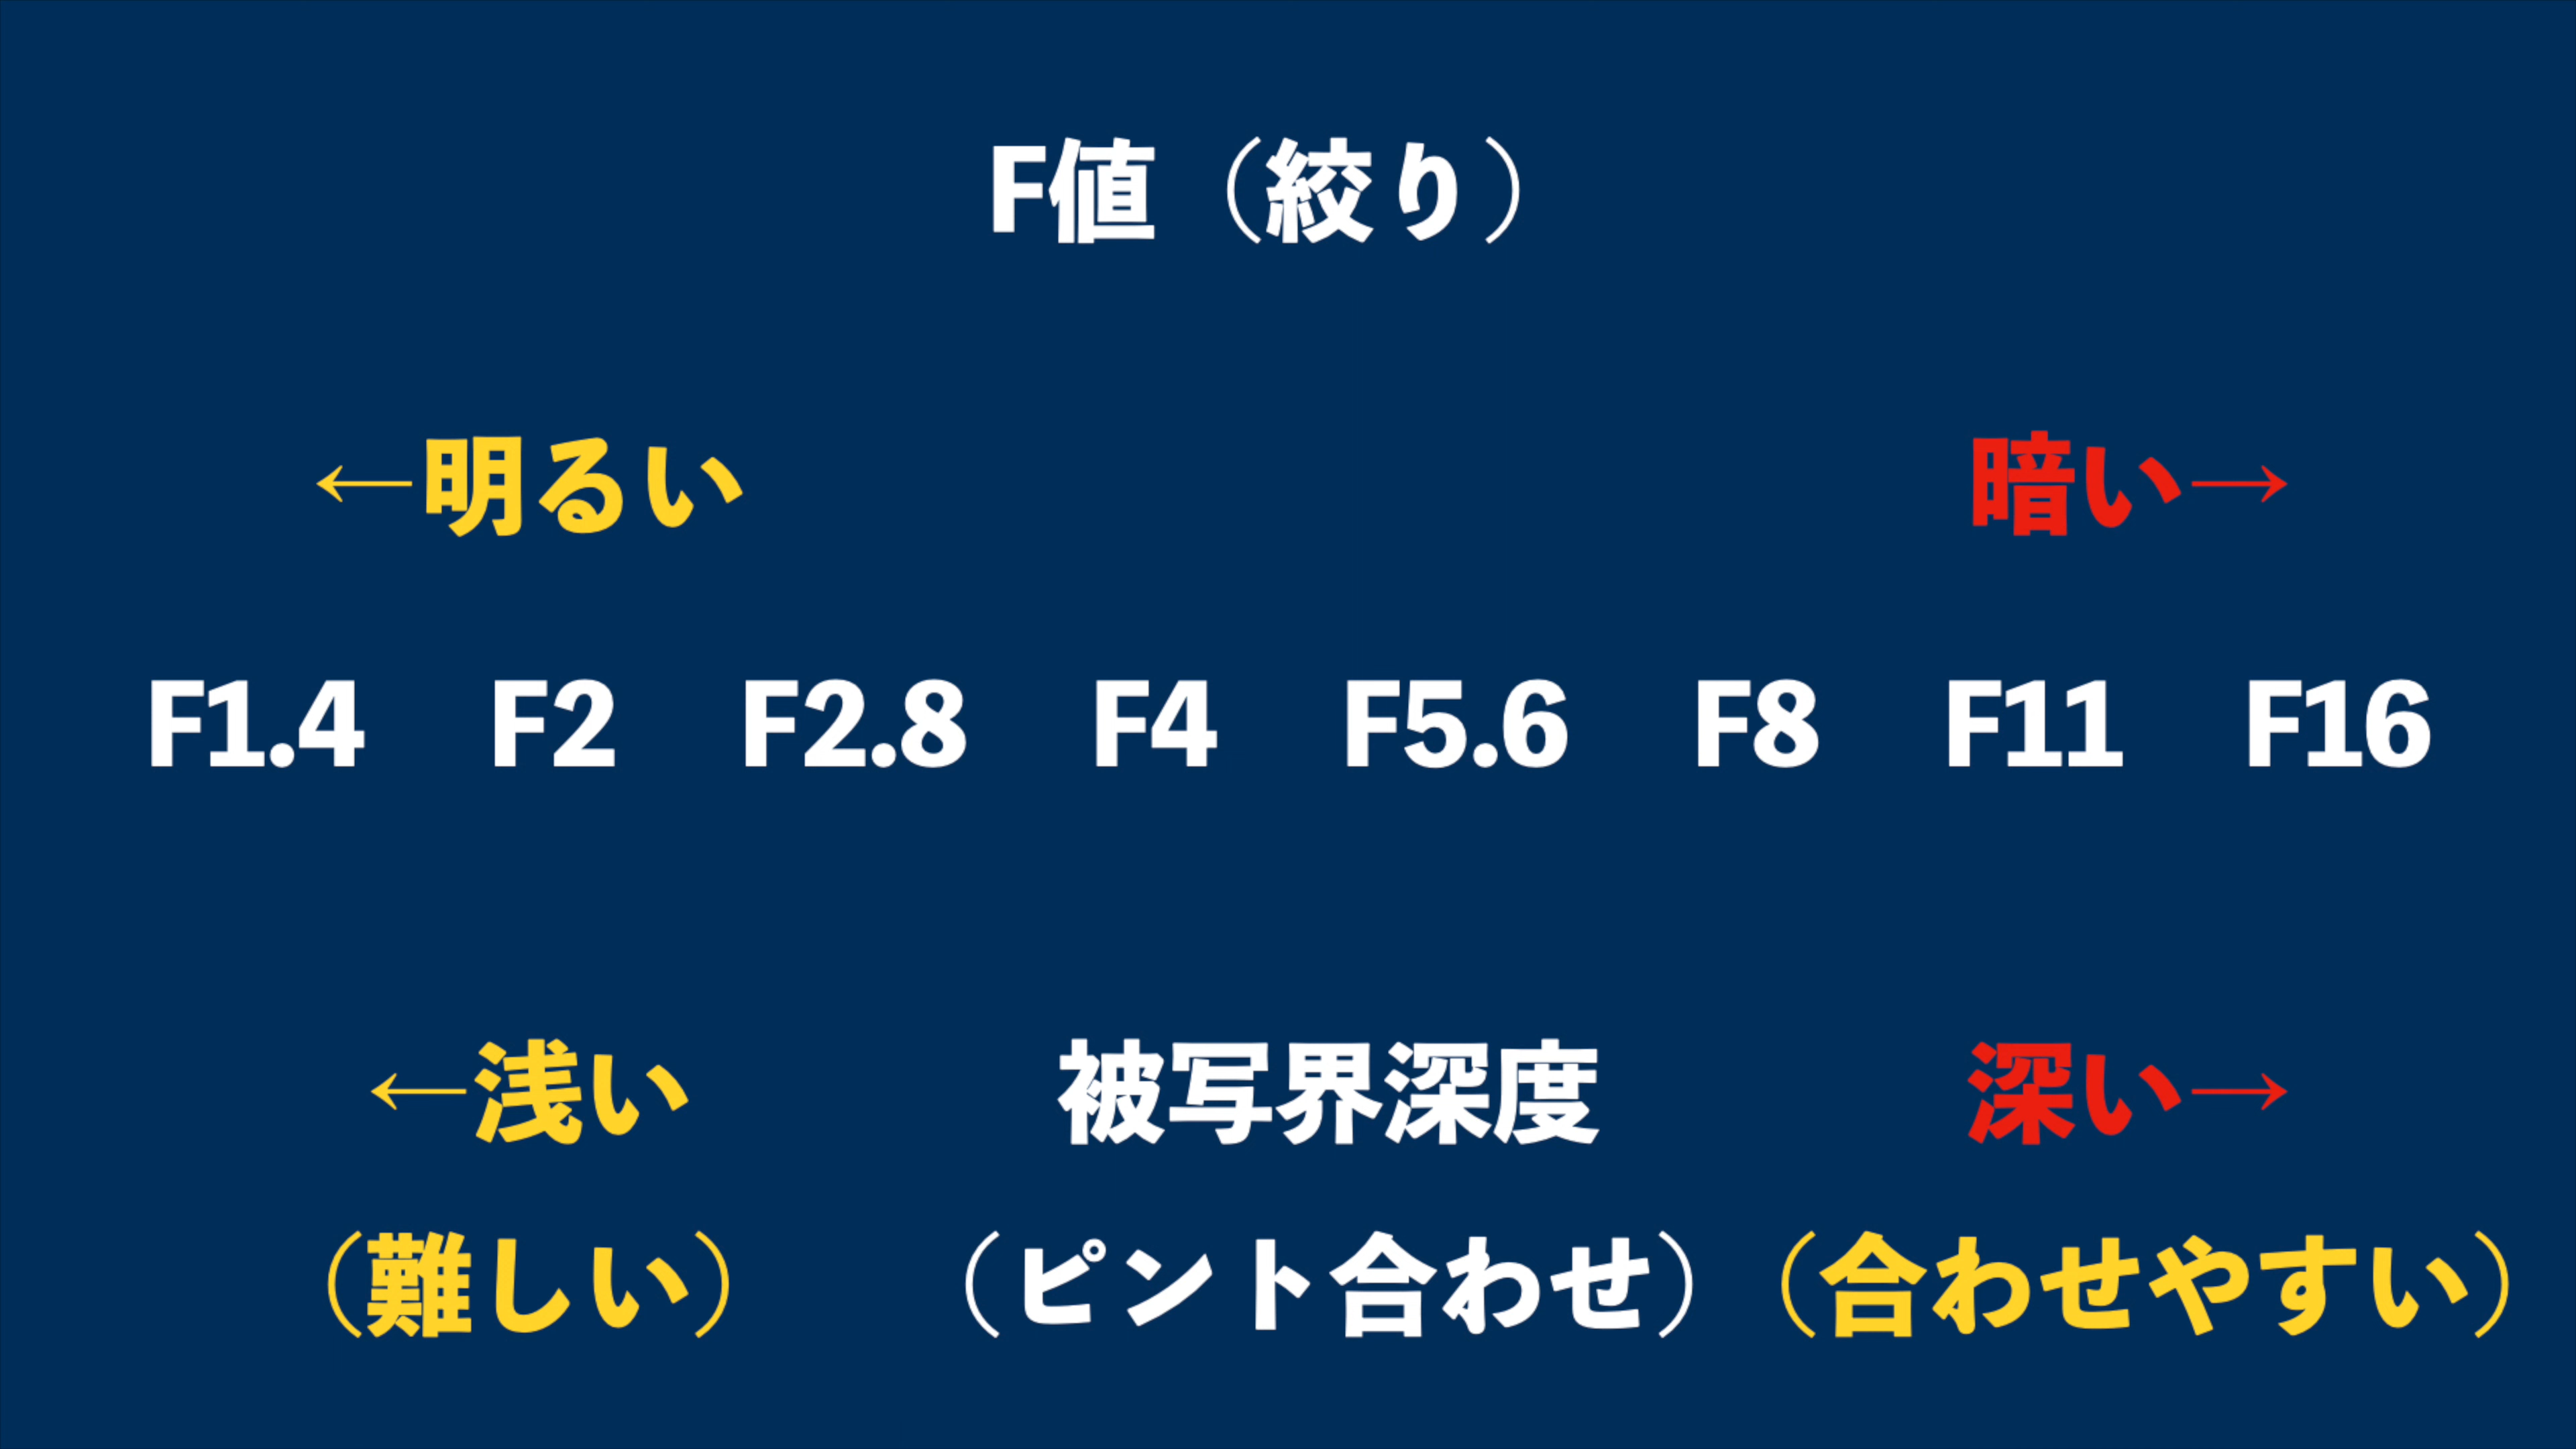 F値（絞り）
←明るい 暗い→
F1.4 F2 F2.8 F4 F5.6 F8 F11 F16
←浅い 被写界深度 深い→
（難しい） （ピント合わせ） （合わせやすい）